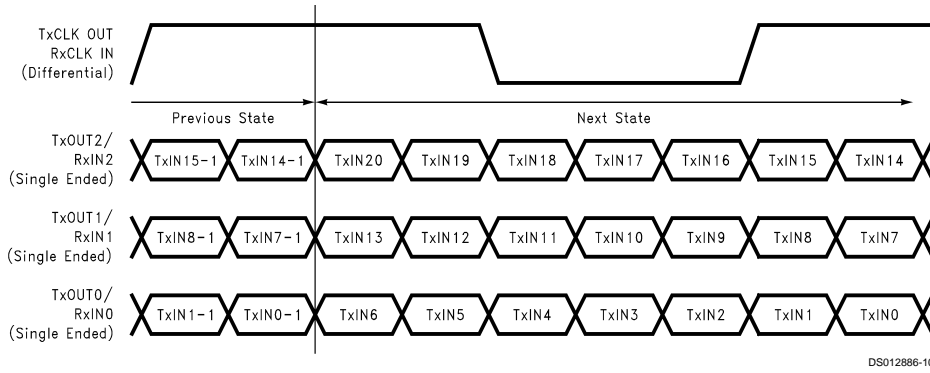 TxCLK OUT
RxCLK IN
(Differential)
Previous State
Next State
TxOUT2/
RxIN2
(Single Ended)
TxIN15-1 TxIN14-1 TxIN20 TxIN19 TxIN18 TxIN17 TxIN16 TxIN15 TxIN14
TxOUT1/
RxIN1
(Single Ended)
TxIN8-1 TxIN7-1 TxIN13 TxIN12 TxIN11 TxIN10 TxIN9 TxIN8 TxIN7
TxOUT0/
RxIN0
(Single Ended)
TxIN1-1 TxIN0-1 TxIN6 TxIN5 TxIN4 TxIN3 TxIN2 TxIN1 TxIN0
DS012886-10